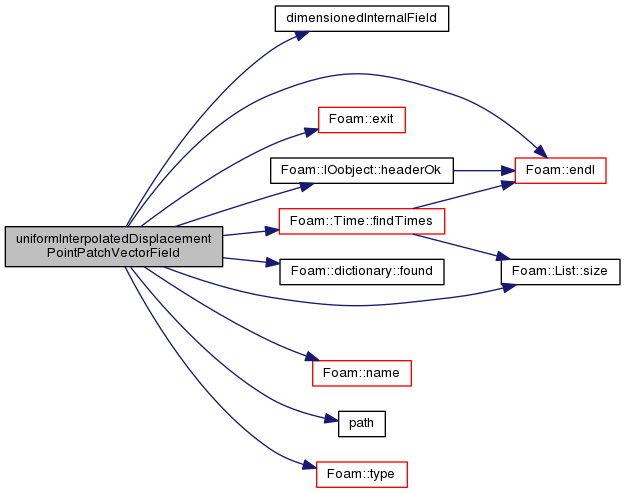 dimensionedInternalField
Foam::exit
Foam::IOobject::headerOk
Foam::endl
Foam::Time::findTimes
uniformInterpolatedDisplacement
PointPatchVectorField
Foam::dictionary::found
Foam::List::size
Foam::name
path
Foam::type